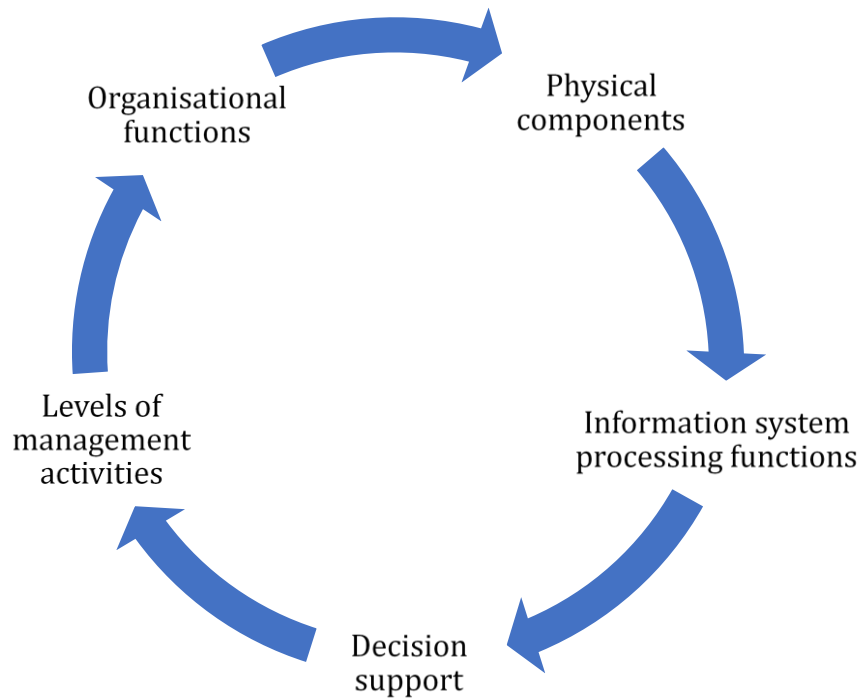 Organisational
functions
Physical
components
Information system
processing functions
Decision
support
Levels of
management
activities